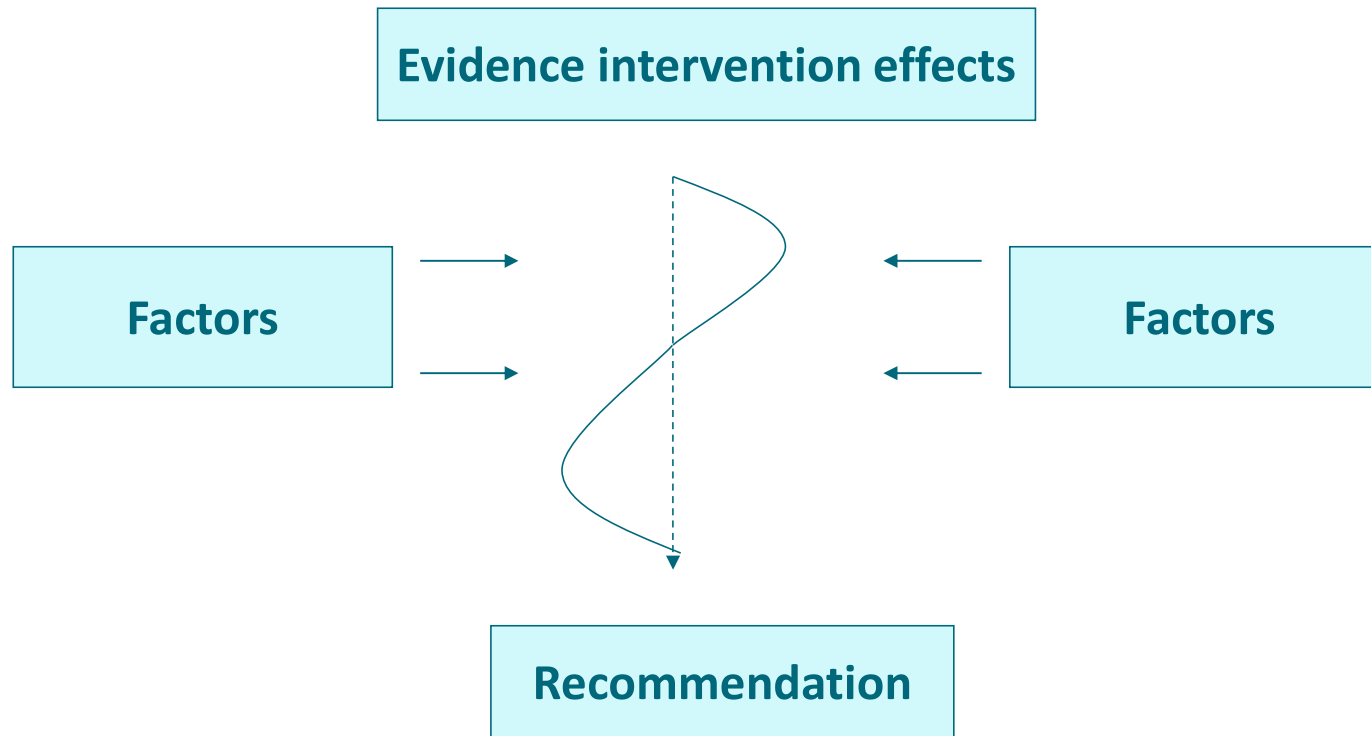 Evidence intervention effects
Factors
Factors
Recommendation